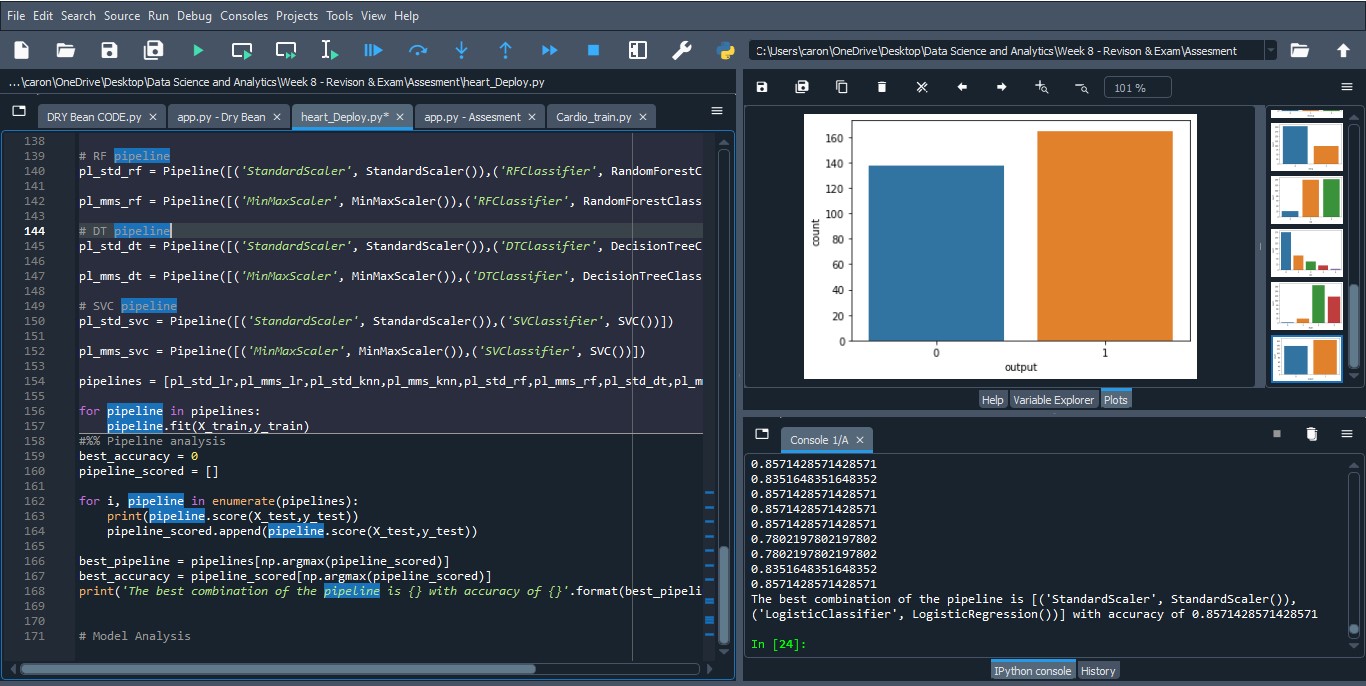 File Edit Search Source Run Debug Consoles Projects Tools View Help
C:\Users\caron\OneDrive\Desktop\Data Science and Analytics\Week 8 - Revison & Exam\Assesment
...\caron\OneDrive\Desktop\Data Science and Analytics\Week 8 - Revison & Exam\Assesment\heart_Deploy.py
DRY Bean CODE.py
app.py - Dry Bean
heart_Deploy.py*
app.py - Assesment
Cardio_train.py
138
139 # RF pipeline
140 pl_std_rf = Pipeline([('StandardScaler', StandardScaler()),('RFClassifier', RandomForestC
141
142 pl_mms_rf = Pipeline([('MinMaxScaler', MinMaxScaler()),('RFClassifier', RandomForestClass
143
144 # DT pipeline
145 pl_std_dt = Pipeline([('StandardScaler', StandardScaler()),('DTClassifier', DecisionTreeC
146
147 pl_mms_dt = Pipeline([('MinMaxScaler', MinMaxScaler()),('DTClassifier', DecisionTreeClass
148
149 # SVC pipeline
150 pl_std_svc = Pipeline([('StandardScaler', StandardScaler()),('SVClassifier', SVC())])
151
152 pl_mms_svc = Pipeline([('MinMaxScaler', MinMaxScaler()),('SVClassifier', SVC())])
153
154 pipelines = [pl_std_lr,pl_mms_lr,pl_std_knn,pl_mms_knn,pl_std_rf,pl_mms_rf,pl_std_dt,pl_m
155
156 for pipeline in pipelines:
157 pipeline.fit(X_train,y_train)
158 #%% Pipeline analysis
159 best_accuracy = 0
160 pipeline_scored = []
161
162 for i, pipeline in enumerate(pipelines):
163 print(pipeline.score(X_test,y_test))
164 pipeline_scored.append(pipeline.score(X_test,y_test))
165
166 best_pipeline = pipelines[np.argmax(pipeline_scored)]
167 best_accuracy = pipeline_scored[np.argmax(pipeline_scored)]
168 print('The best combination of the pipeline is {} with accuracy of {}'.format(best_pipeli
169
170
171 # Model Analysis
101 %
160
140
120
100
80
60
40
20
0
count
0 1
output
Help Variable Explorer Plots
Console 1/A
0.8571428571428571
0.8351648351648352
0.8571428571428571
0.8571428571428571
0.8571428571428571
0.7802197802197802
0.7802197802197802
0.8351648351648352
0.8571428571428571
The best combination of the pipeline is [('StandardScaler', StandardScaler()),
('LogisticClassifier', LogisticRegression())] with accuracy of 0.8571428571428571
In [24]:
IPython console History